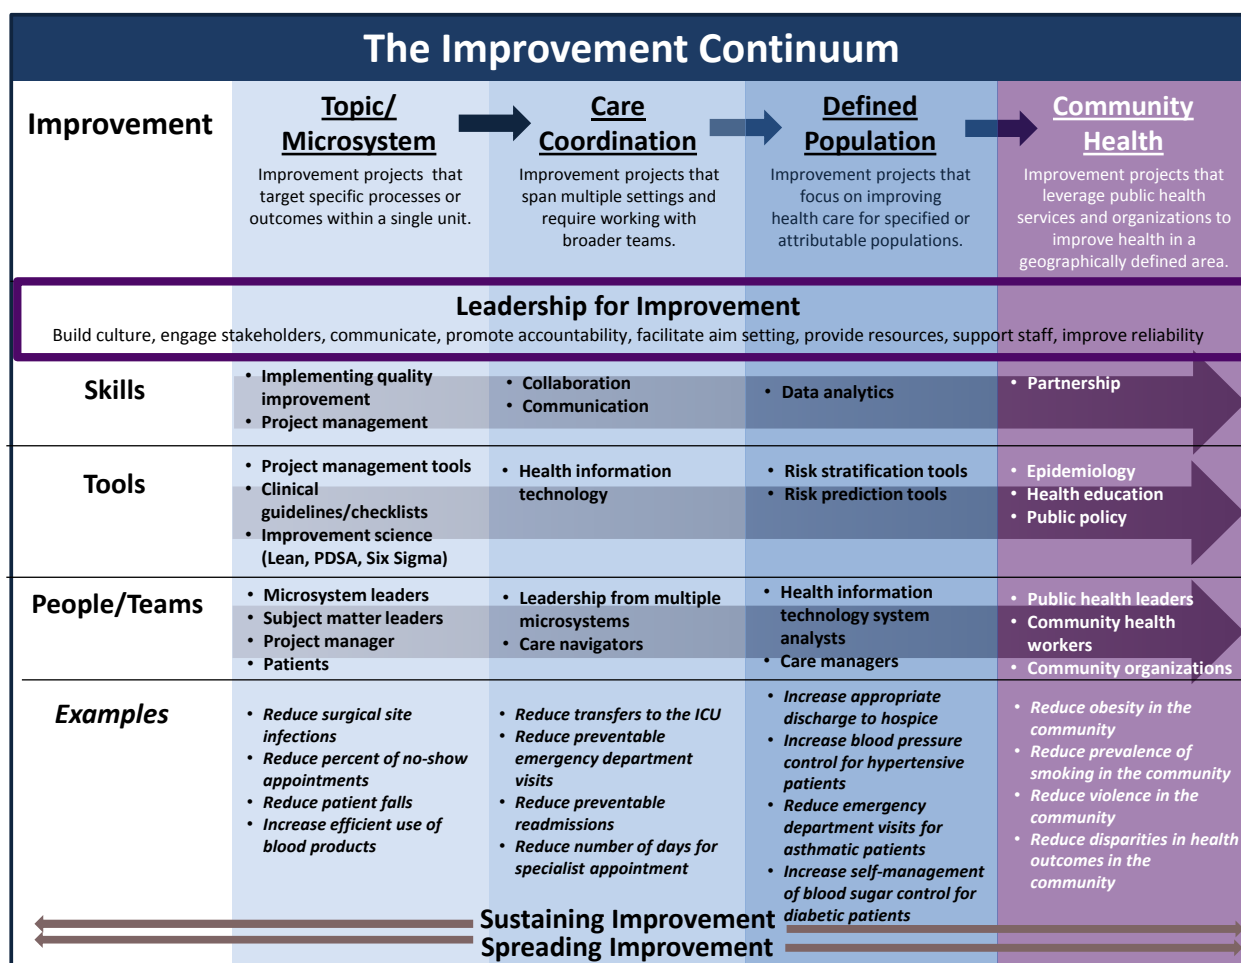 The Improvement Continuum
Improvement
Topic/
Microsystem
Improvement projects that
target specific processes or
outcomes within a single unit.
Care
Coordination
Improvement projects that
span multiple settings and
require working with
broader teams.
Defined
Population
Improvement projects that
focus on improving
health care for specified or
attributable populations.
Community
Health
Improvement projects that
leverage public health
services and organizations to
improve health in a
geographically defined area.
Leadership for Improvement
Build culture, engage stakeholders, communicate, promote accountability, facilitate aim setting, provide resources, support staff, improve reliability
Skills
• Implementing quality
improvement
• Project management
• Collaboration
• Communication
• Data analytics
• Partnership
Tools
• Project management tools
• Clinical
guidelines/checklists
• Improvement science
(Lean, PDSA, Six Sigma)
• Health information
technology
• Risk stratification tools
• Risk prediction tools
• Epidemiology
• Health education
• Public policy
People/Teams
• Microsystem leaders
• Subject matter leaders
• Project manager
• Patients
• Leadership from multiple
microsystems
• Care navigators
• Health information
technology system
analysts
• Care managers
• Public health leaders
• Community health
workers
• Community organizations
Examples
• Reduce surgical site
infections
• Reduce percent of no-show
appointments
• Reduce patient falls
• Increase efficient use of
blood products
• Reduce transfers to the ICU
• Reduce preventable
emergency department
visits
• Reduce preventable
readmissions
• Reduce number of days for
specialist appointment
• Increase appropriate
discharge to hospice
• Increase blood pressure
control for hypertensive
patients
• Reduce emergency
department visits for
asthmatic patients
• Increase self-management
of blood sugar control for
diabetic patients
• Reduce obesity in the
community
• Reduce prevalence of
smoking in the community
• Reduce violence in the
community
• Reduce disparities in health
outcomes in the
community
Sustaining Improvement
Spreading Improvement